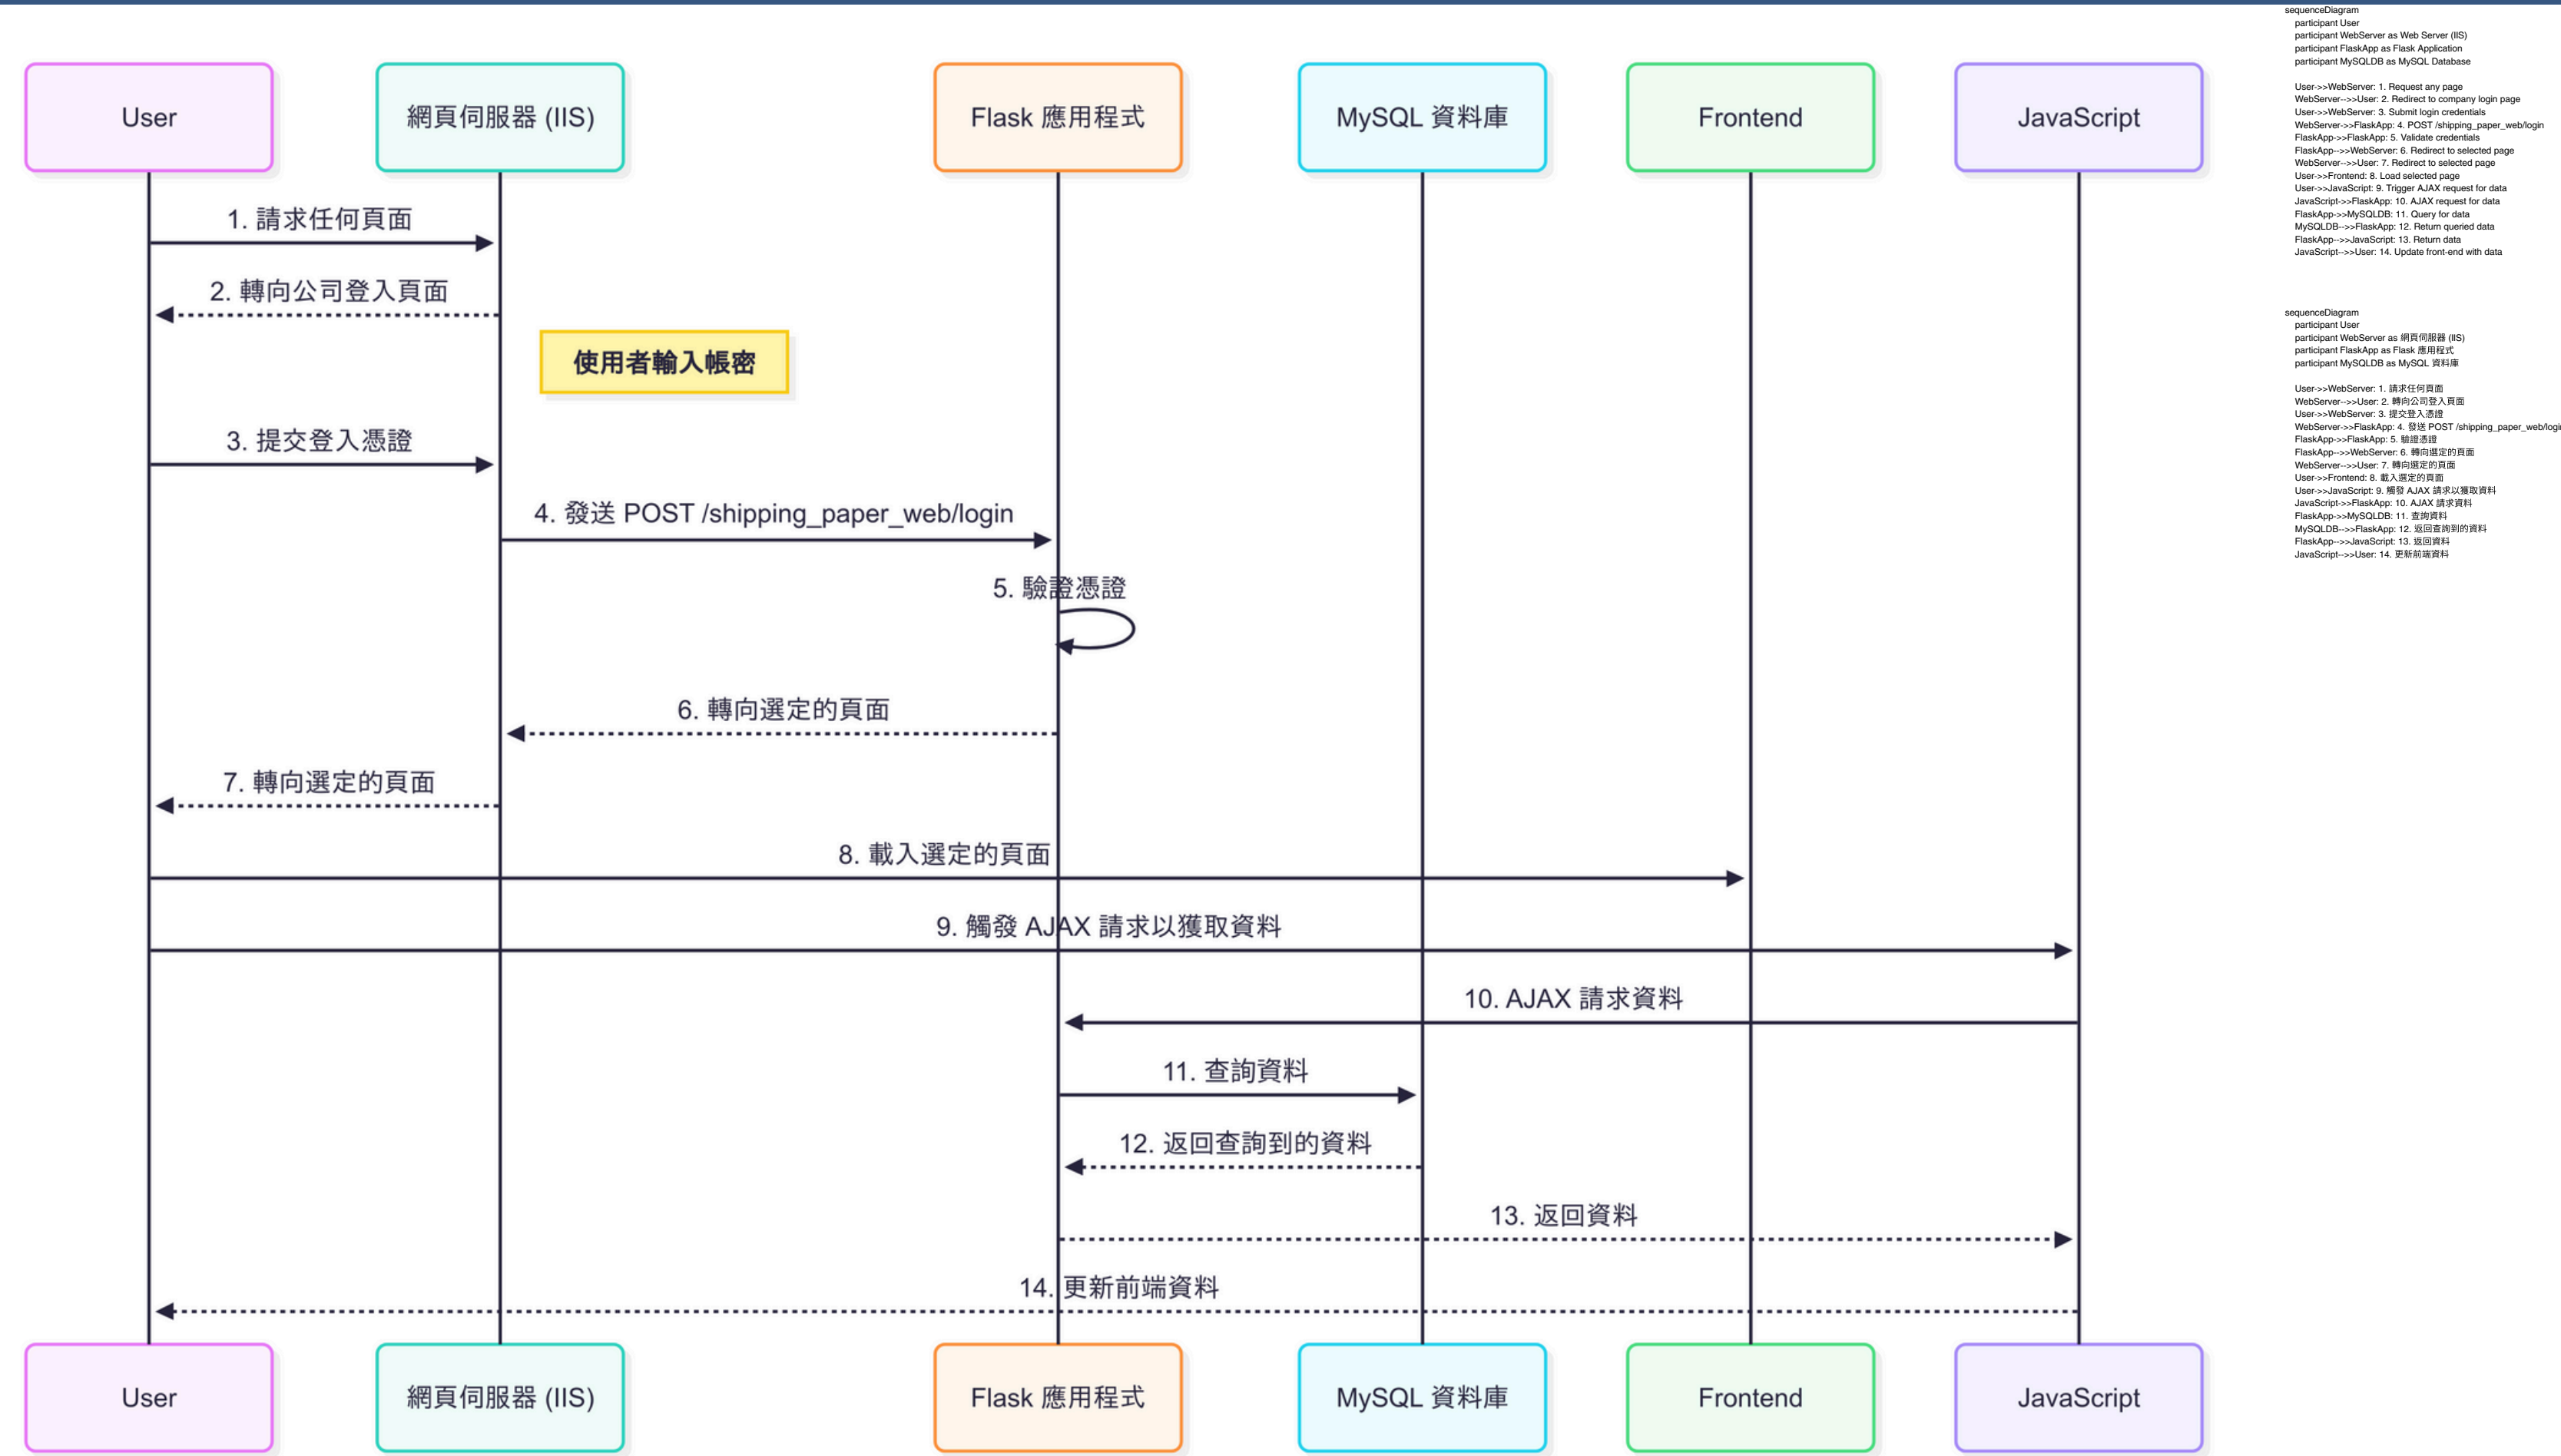 User
網頁伺服器 (IIS)
Flask 應用程式
MySQL 資料庫
Frontend
JavaScript
1. 請求任何頁面
2. 轉向公司登入頁面
使用者輸入帳密
3. 提交登入憑證
4. 發送 POST /shipping_paper_web/login
5. 驗證憑證
6. 轉向選定的頁面
7. 轉向選定的頁面
8. 載入選定的頁面
9. 觸發 AJAX 請求以獲取資料
10. AJAX 請求資料
11. 查詢資料
12. 返回查詢到的資料
13. 返回資料
14. 更新前端資料
User
網頁伺服器 (IIS)
Flask 應用程式
MySQL 資料庫
Frontend
JavaScript
sequenceDiagram
participant User
participant WebServer as Web Server (IIS)
participant FlaskApp as Flask Application
participant MySQLDB as MySQL Database
User->>WebServer: 1. Request any page
WebServer-->>User: 2. Redirect to company login page
User->>WebServer: 3. Submit login credentials
WebServer->>FlaskApp: 4. POST /shipping_paper_web/login
FlaskApp->>FlaskApp: 5. Validate credentials
FlaskApp-->>WebServer: 6. Redirect to selected page
WebServer-->>User: 7. Redirect to selected page
User->>Frontend: 8. Load selected page
User->>JavaScript: 9. Trigger AJAX request for data
JavaScript->>FlaskApp: 10. AJAX request for data
FlaskApp->>MySQLDB: 11. Query for data
MySQLDB-->>FlaskApp: 12. Return queried data
FlaskApp-->>JavaScript: 13. Return data
JavaScript-->>User: 14. Update front-end with data
sequenceDiagram
participant User
participant WebServer as 網頁伺服器 (IIS)
participant FlaskApp as Flask 應用程式
participant MySQLDB as MySQL 資料庫
User->>WebServer: 1. 請求任何頁面
WebServer-->>User: 2. 轉向公司登入頁面
User->>WebServer: 3. 提交登入憑證
WebServer->>FlaskApp: 4. 發送 POST /shipping_paper_web/login
FlaskApp->>FlaskApp: 5. 驗證憑證
FlaskApp-->>WebServer: 6. 轉向選定的頁面
WebServer-->>User: 7. 轉向選定的頁面
User->>Frontend: 8. 載入選定的頁面
User->>JavaScript: 9. 觸發 AJAX 請求以獲取資料
JavaScript->>FlaskApp: 10. AJAX 請求資料
FlaskApp->>MySQLDB: 11. 查詢資料
MySQLDB-->>FlaskApp: 12. 返回查詢到的資料
FlaskApp-->>JavaScript: 13. 返回資料
JavaScript-->>User: 14. 更新前端資料